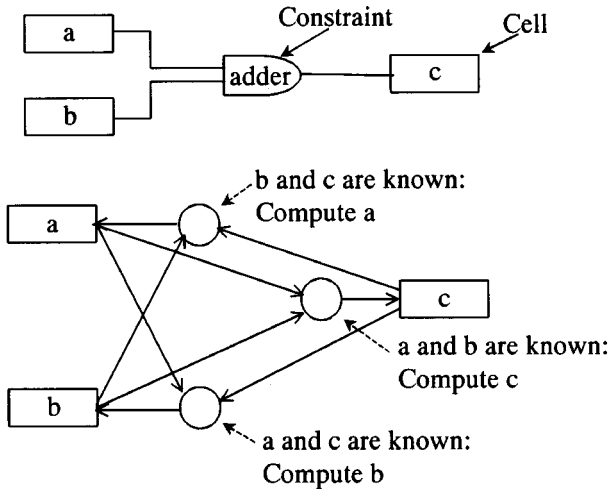 Constraint
Cell
a
adder
c
b
b and c are known:
Compute a
a
c
a and b are known:
Compute c
b
a and c are known:
Compute b